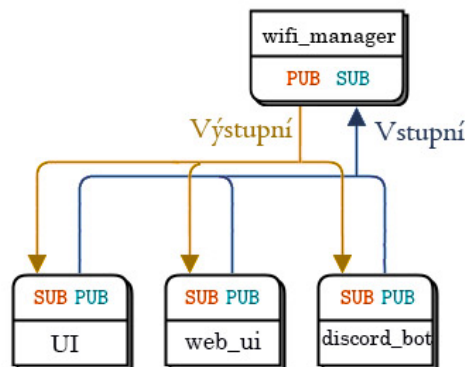 wifi_manager
PUB SUB
Výstupní
Vstupní
SUB PUB
UI
SUB PUB
web_ui
SUB PUB
discord_bot